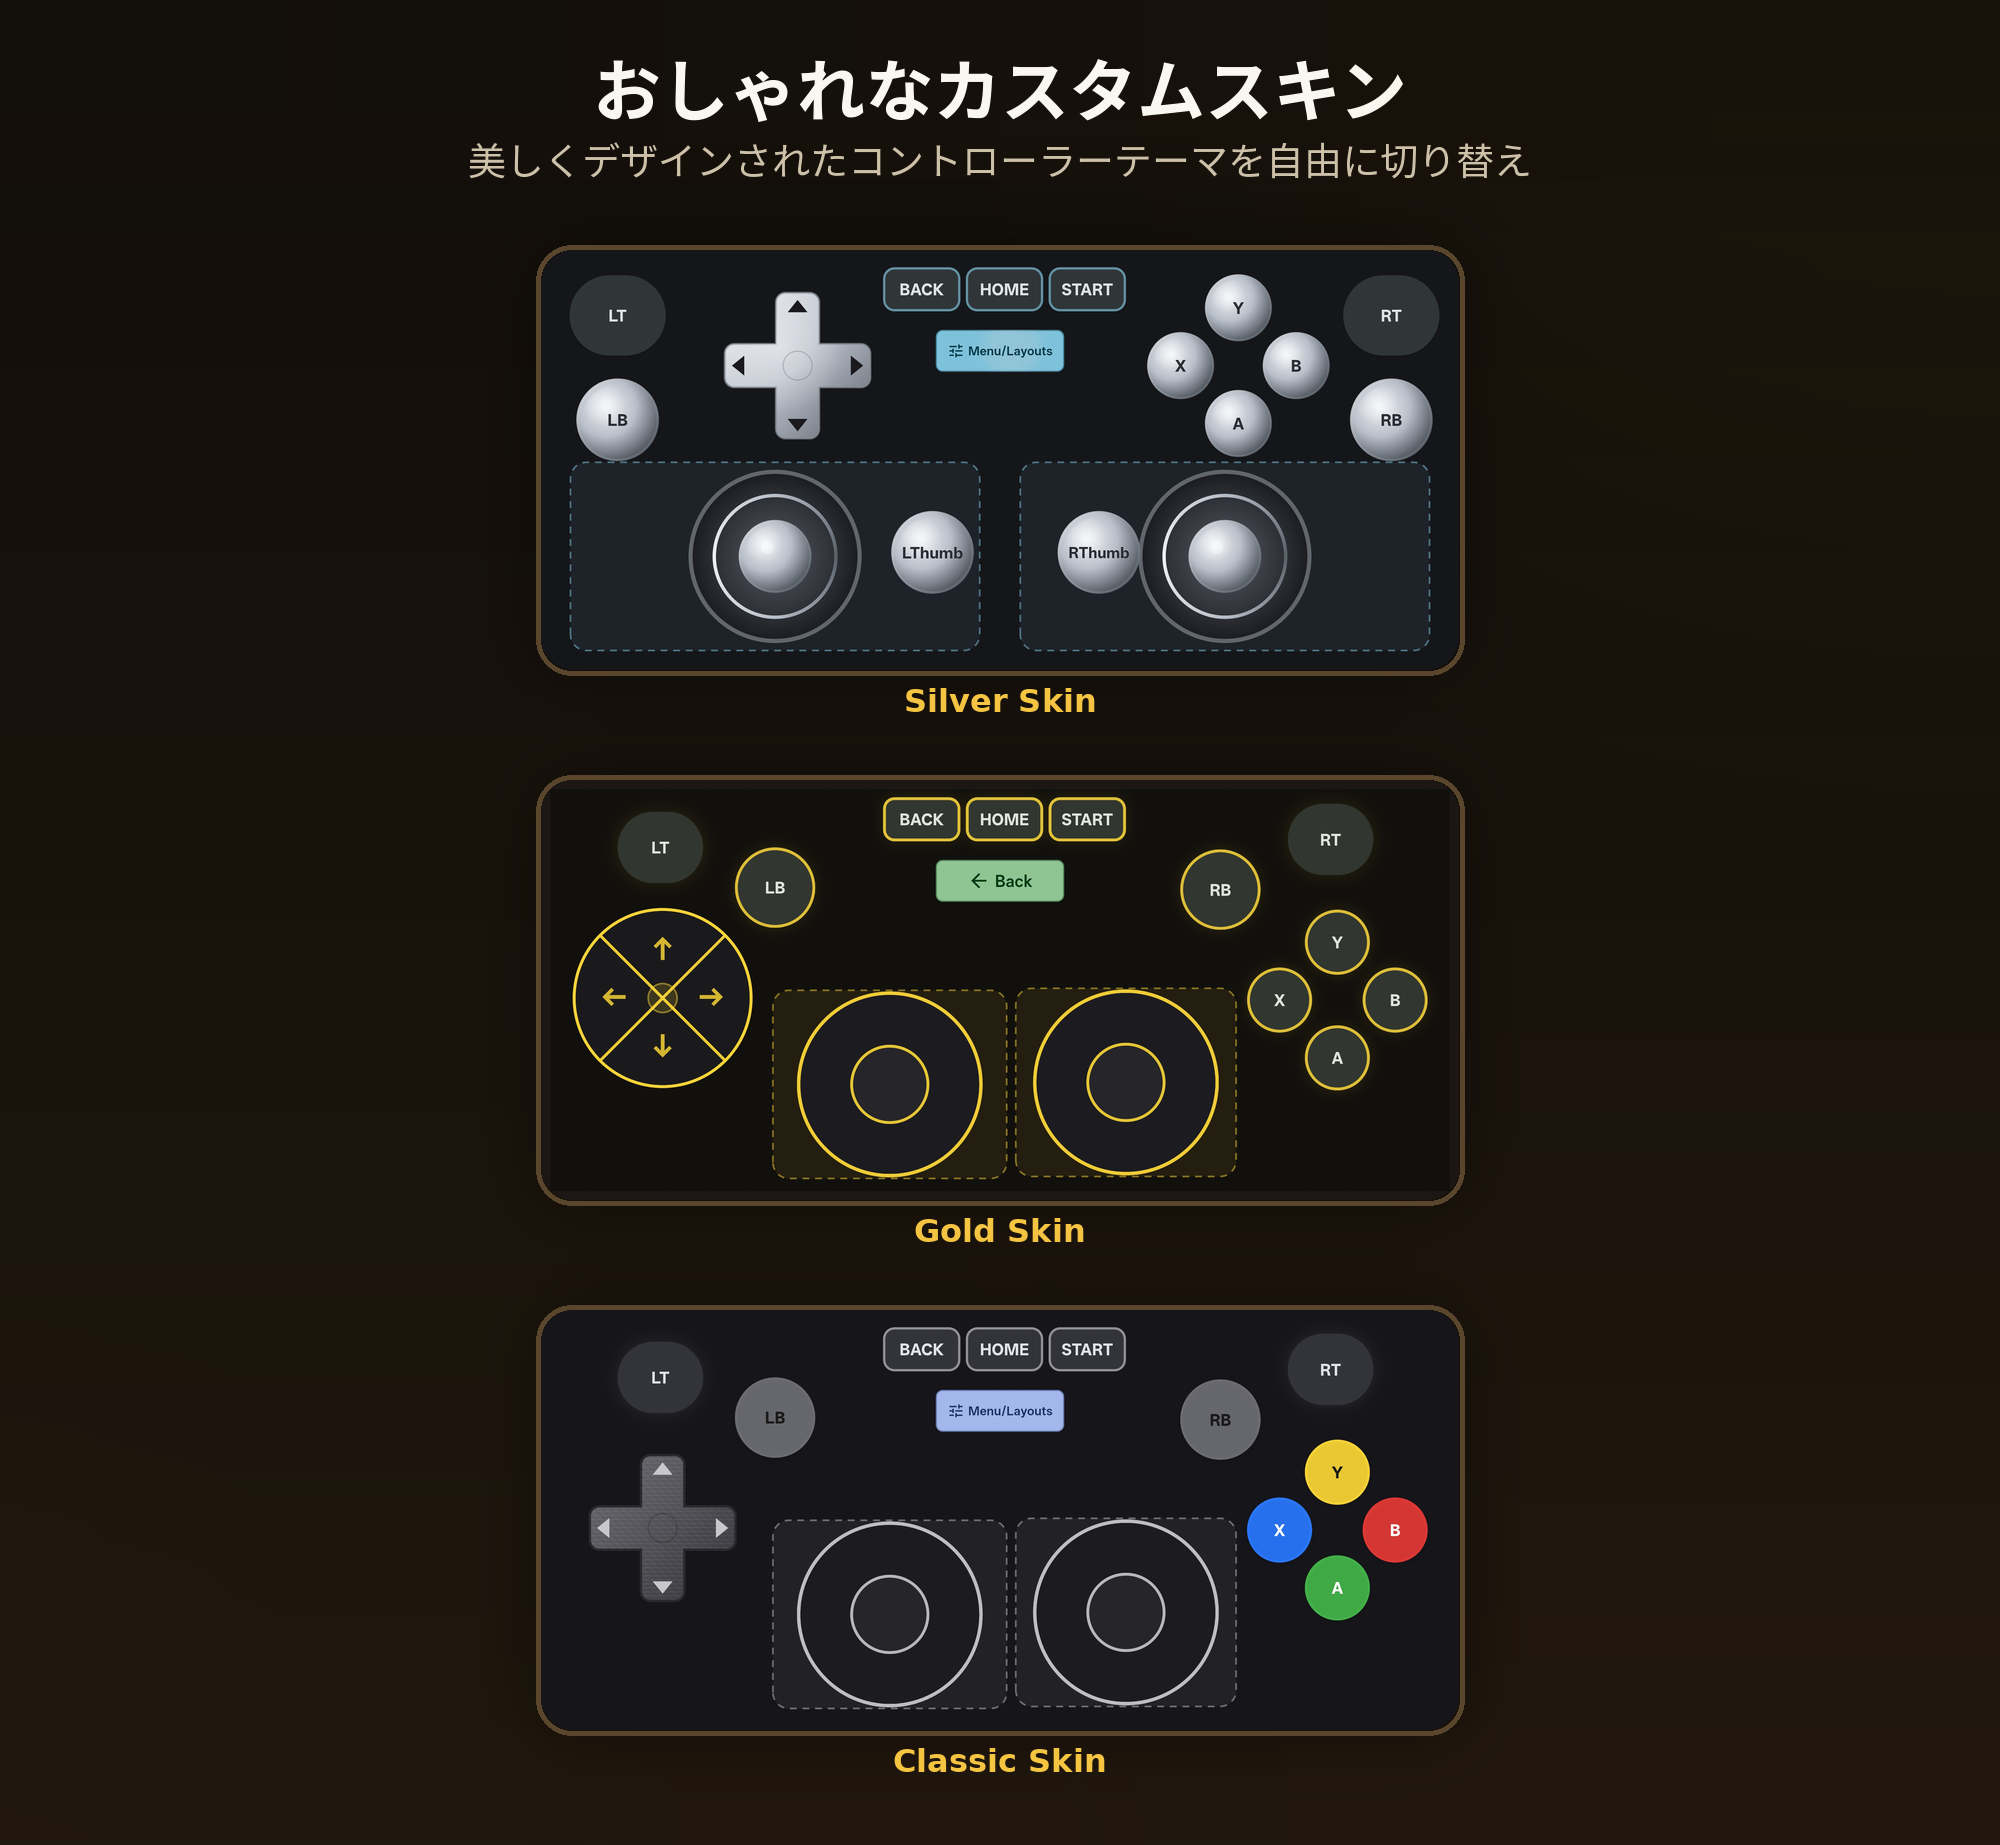 おしゃれなカスタムスキン
美しくデザインされたコントローラーテーマを自由に切り替え
BACK HOME START
LT Y RT
Menu/Layouts
X B
LB A RB
LThumb RThumb
Silver Skin
BACK HOME START
LT RT
LB Back RB
Y
X B
A
Gold Skin
BACK HOME START
LT RT
LB Menu/Layouts RB
Y
X B
A
Classic Skin